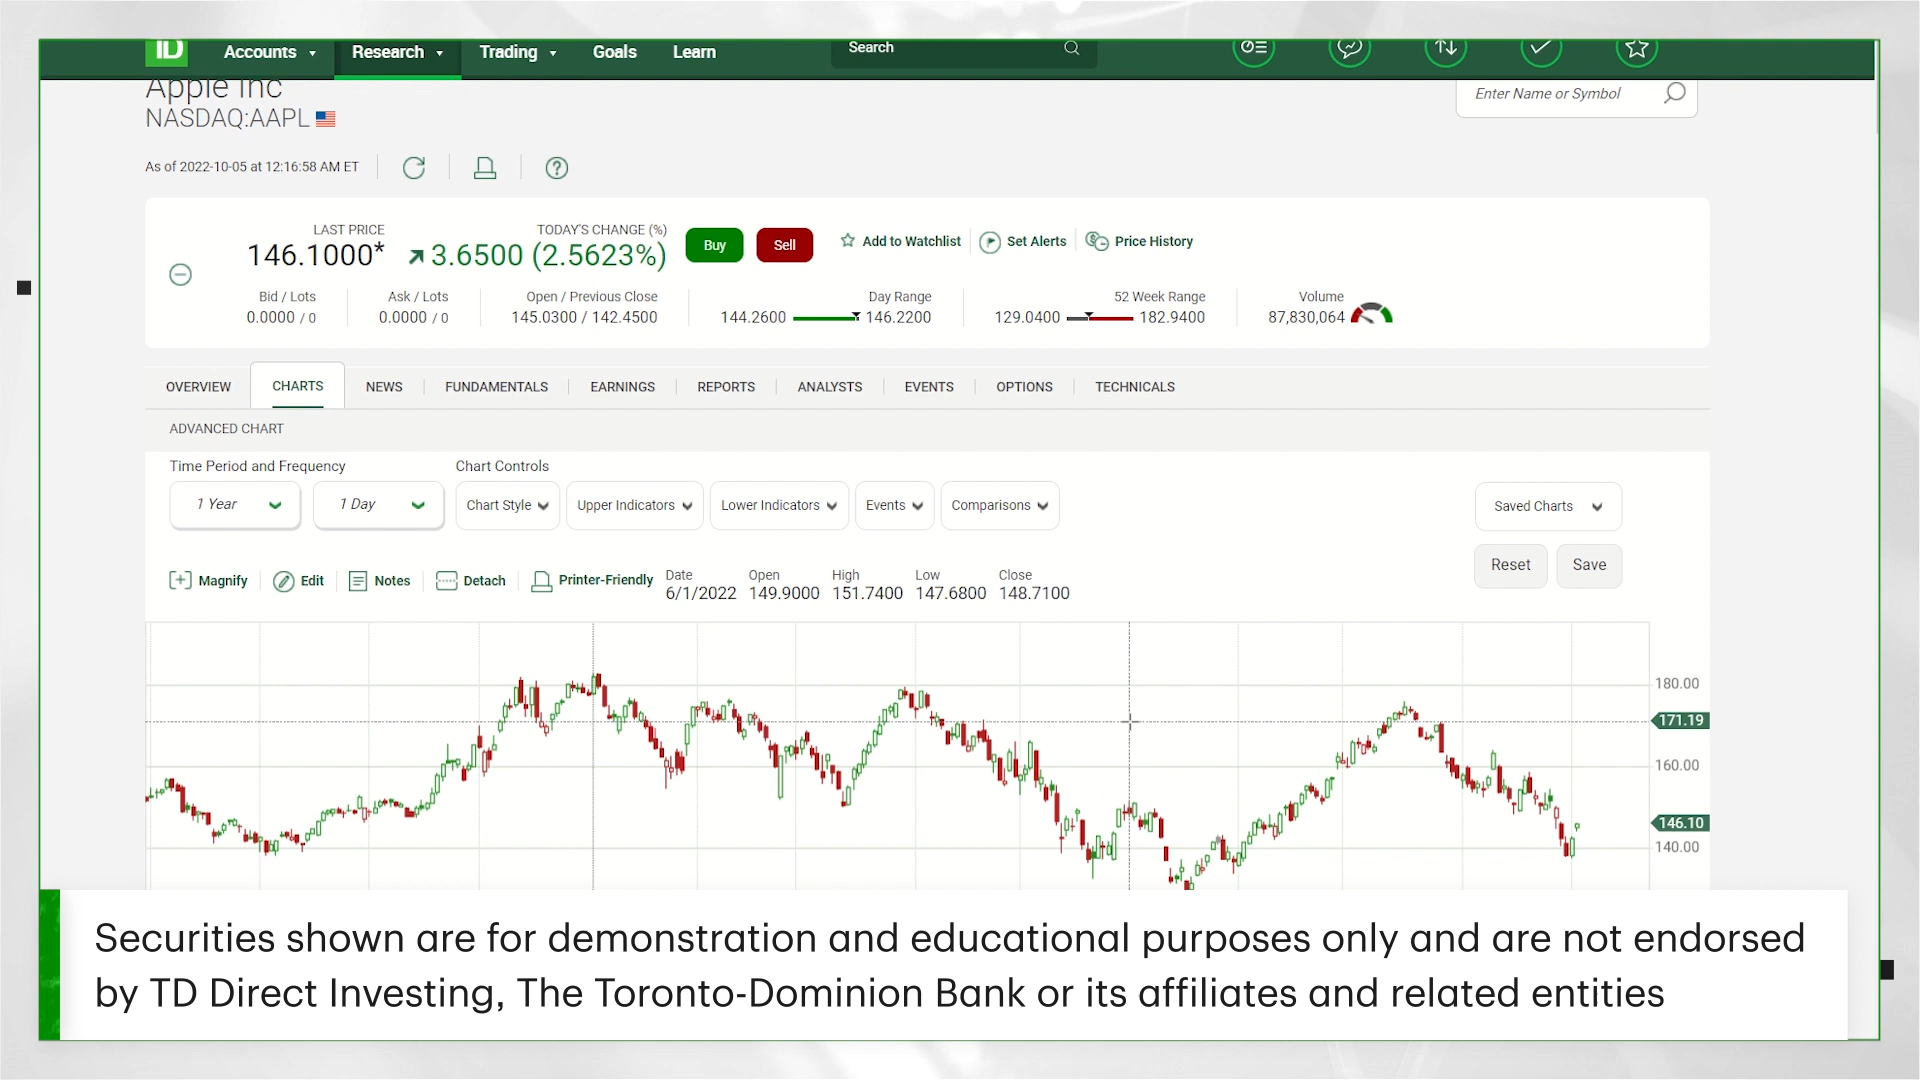 TD Accounts Research Trading Goals Learn Search
Apple Inc
NASDAQ:AAPL
Enter Name or Symbol
As of 2022-10-05 at 12:16:58 AM ET
LAST PRICE TODAY'S CHANGE (%)
146.1000* 3.6500 (2.5623%) Buy Sell Add to Watchlist Set Alerts Price History
Bid / Lots Ask / Lots Open / Previous Close Day Range 52 Week Range Volume
0.0000 / 0 0.0000 / 0 145.0300 / 142.4500 144.2600 146.2200 129.0400 182.9400 87,830,064
OVERVIEW CHARTS NEWS FUNDAMENTALS EARNINGS REPORTS ANALYSTS EVENTS OPTIONS TECHNICALS
ADVANCED CHART
Time Period and Frequency Chart Controls
1 Year 1 Day Chart Style Upper Indicators Lower Indicators Events Comparisons Saved Charts
Reset Save
Magnify Edit Notes Detach Printer-Friendly
Date Open High Low Close
6/1/2022 149.9000 151.7400 147.6800 148.7100
180.00
171.19
160.00
146.10
140.00
Securities shown are for demonstration and educational purposes only and are not endorsed
by TD Direct Investing, The Toronto-Dominion Bank or its affiliates and related entities